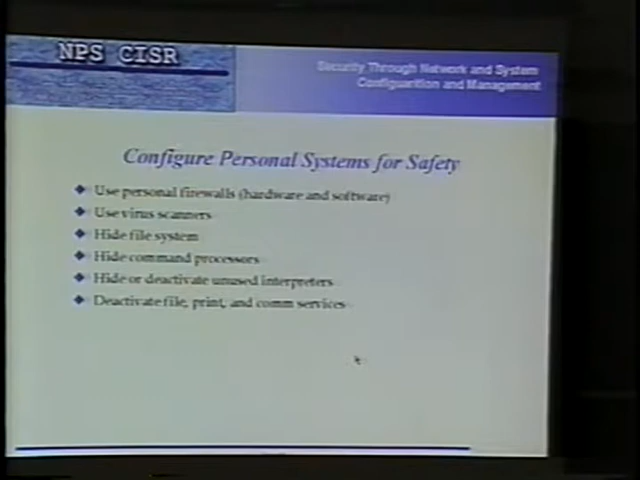 NPS CISR
Security Through Network and System
Configuration and Management
Configure Personal Systems for Safety
Use personal firewalls (hardware and software)
Use virus scanners
Hide file system
Hide command processors
Hide or deactivate unused interpreters
Deactivate file, print, and comm services